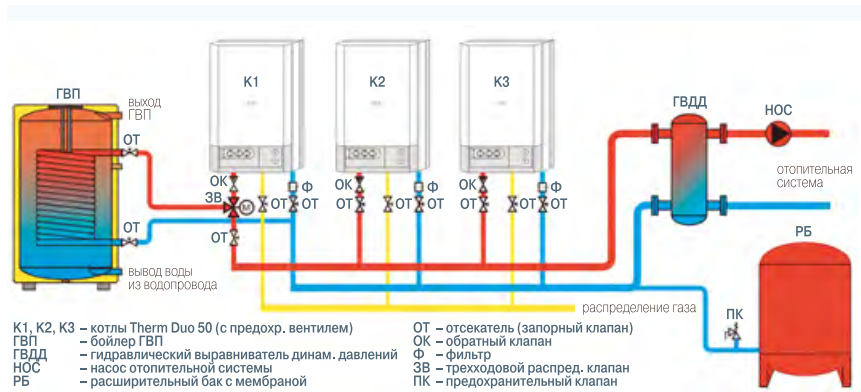 К1
К2
К3
ГВП
выход
ГВП
ГВДД
НОС
ОТ
ОК
ОК
ОК
ЗВ
М
Ф
Ф
Ф
ОТ
ОТ
ОТ
ОТ
ОТ
ОТ
ОТ
отопительная
система
ОТ
ОТ
РБ
вывод воды
из водопровода
распределение газа
ПК
К1, К2, К3 – котлы Therm Duo 50 (с предохр. вентилем)
ГВП – бойлер ГВП
ГВДД – гидравлический выравниватель динам. давлений
НОС – насос отопительной системы
РБ – расширительный бак с мембраной
ОТ – отсекатель (запорный клапан)
ОК – обратный клапан
Ф – фильтр
ЗВ – трехходовой распред. клапан
ПК – предохранительный клапан